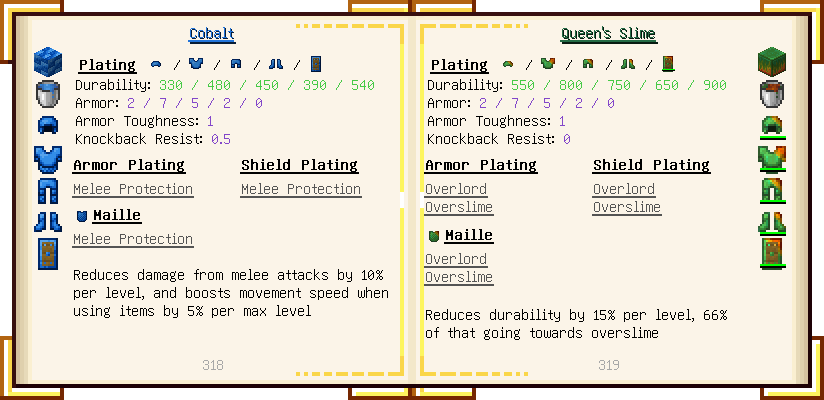 Cobalt
Plating / / / /
Durability: 330 / 480 / 450 / 390 / 540
Armor: 2 / 7 / 5 / 2 / 0
Armor Toughness: 1
Knockback Resist: 0.5
Armor Plating
Melee Protection
Shield Plating
Melee Protection
Maille
Melee Protection
Reduces damage from melee attacks by 10%
per level, and boosts movement speed when
using items by 5% per max level
318
Queen's Slime
Plating / / / /
Durability: 550 / 800 / 750 / 650 / 900
Armor: 2 / 7 / 5 / 2 / 0
Armor Toughness: 1
Knockback Resist: 0
Armor Plating
Overlord
Overslime
Shield Plating
Overlord
Overslime
Maille
Overlord
Overslime
Reduces durability by 15% per level, 66%
of that going towards overslime
319